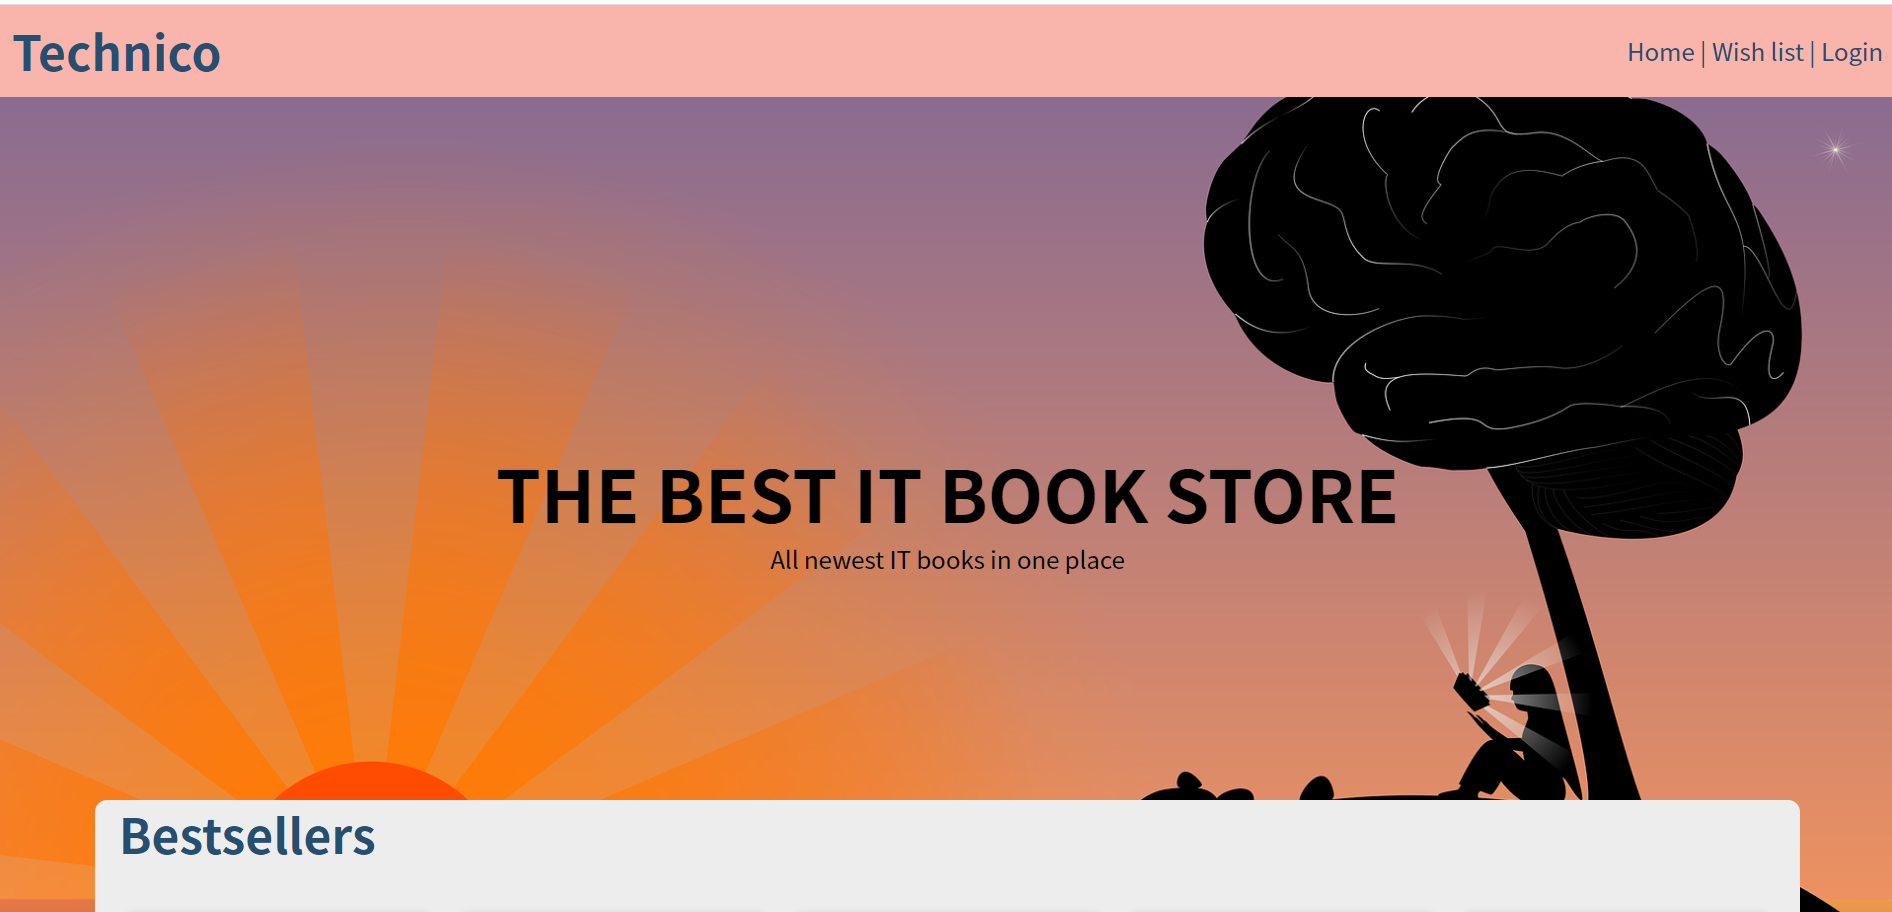 Technico
Home | Wish list | Login
THE BEST IT BOOK STORE
All newest IT books in one place
Bestsellers